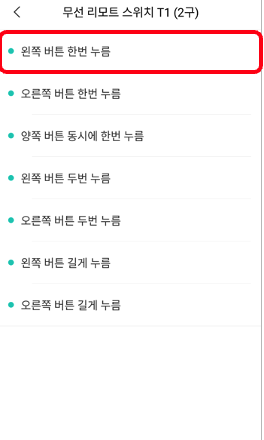 무선 리모트 스위치 T1 (2구)
왼쪽 버튼 한번 누름
오른쪽 버튼 한번 누름
양쪽 버튼 동시에 한번 누름
왼쪽 버튼 두번 누름
오른쪽 버튼 두번 누름
왼쪽 버튼 길게 누름
오른쪽 버튼 길게 누름